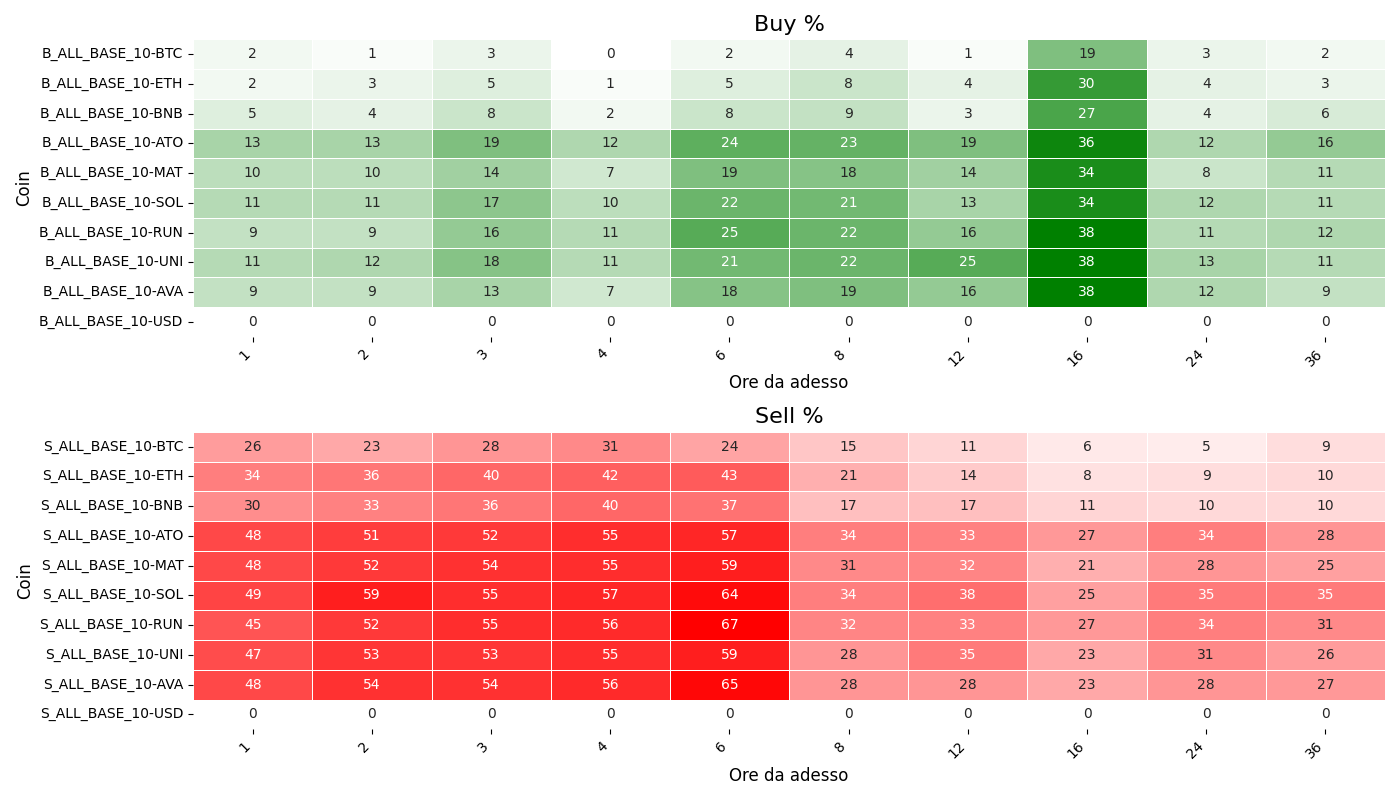 Buy %
Coin
B_ALL_BASE_10-BTC 2 1 3 0 2 4 1 19 3 2
B_ALL_BASE_10-ETH 2 3 5 1 5 8 4 30 4 3
B_ALL_BASE_10-BNB 5 4 8 2 8 9 3 27 4 6
B_ALL_BASE_10-ATO 13 13 19 12 24 23 19 36 12 16
B_ALL_BASE_10-MAT 10 10 14 7 19 18 14 34 8 11
B_ALL_BASE_10-SOL 11 11 17 10 22 21 13 34 12 11
B_ALL_BASE_10-RUN 9 9 16 11 25 22 16 38 11 12
B_ALL_BASE_10-UNI 11 12 18 11 21 22 25 38 13 11
B_ALL_BASE_10-AVA 9 9 13 7 18 19 16 38 12 9
B_ALL_BASE_10-USD 0 0 0 0 0 0 0 0 0 0
1 2 3 4 6 8 12 16 24 36
Ore da adesso
Sell %
Coin
S_ALL_BASE_10-BTC 26 23 28 31 24 15 11 6 5 9
S_ALL_BASE_10-ETH 34 36 40 42 43 21 14 8 9 10
S_ALL_BASE_10-BNB 30 33 36 40 37 17 17 11 10 10
S_ALL_BASE_10-ATO 48 51 52 55 57 34 33 27 34 28
S_ALL_BASE_10-MAT 48 52 54 55 59 31 32 21 28 25
S_ALL_BASE_10-SOL 49 59 55 57 64 34 38 25 35 35
S_ALL_BASE_10-RUN 45 52 55 56 67 32 33 27 34 31
S_ALL_BASE_10-UNI 47 53 53 55 59 28 35 23 31 26
S_ALL_BASE_10-AVA 48 54 54 56 65 28 28 23 28 27
S_ALL_BASE_10-USD 0 0 0 0 0 0 0 0 0 0
1 2 3 4 6 8 12 16 24 36
Ore da adesso